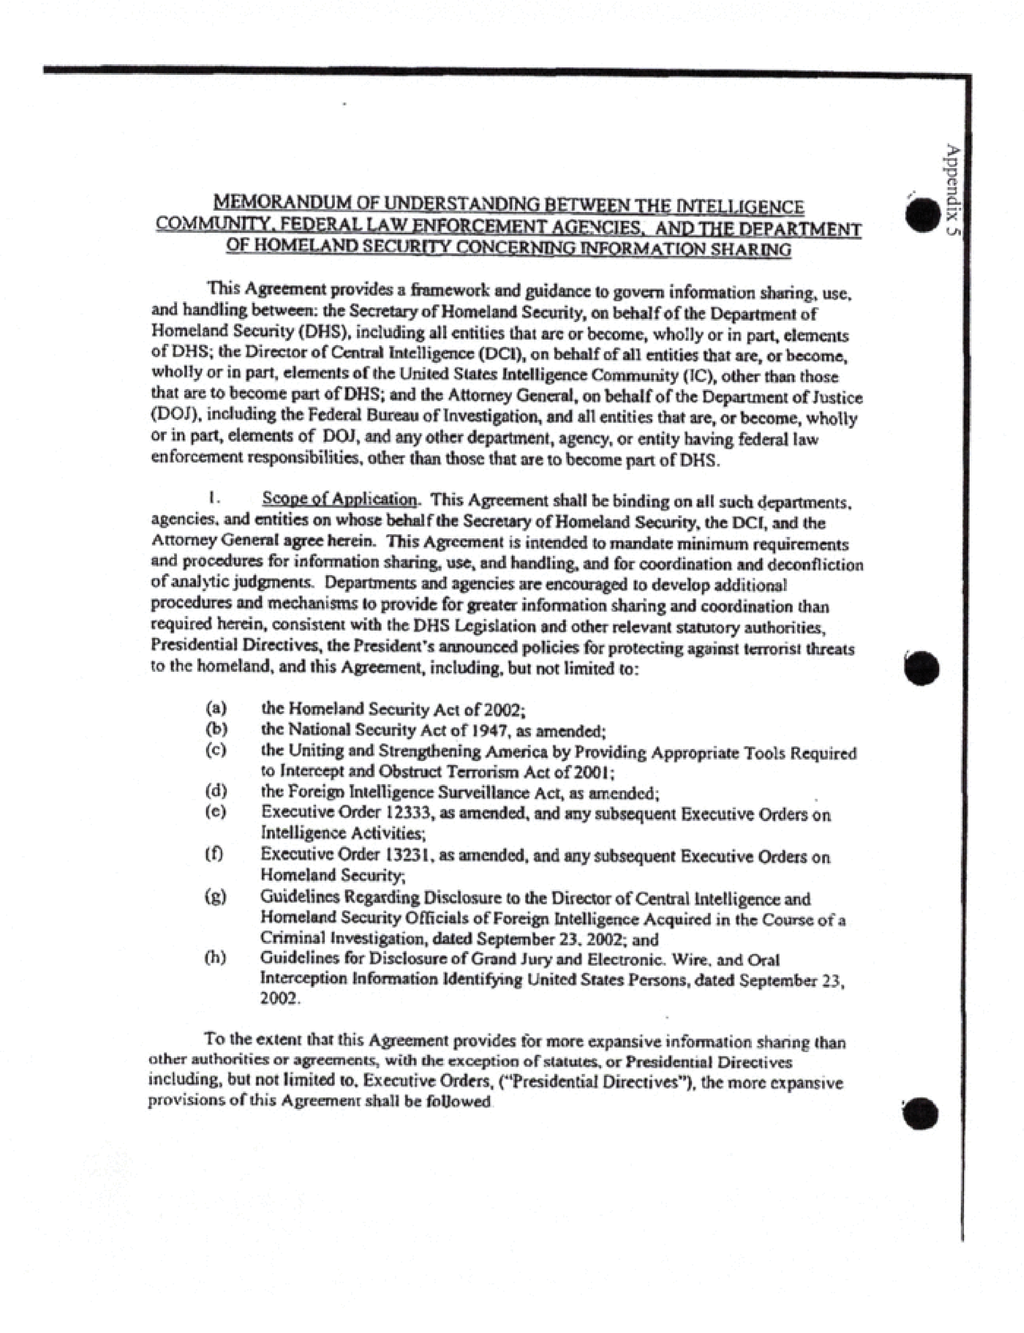 Appendix 5
MEMORANDUM OF UNDERSTANDING BETWEEN THE INTELLIGENCE
COMMUNITY, FEDERAL LAW ENFORCEMENT AGENCIES, AND THE DEPARTMENT
OF HOMELAND SECURITY CONCERNING INFORMATION SHARING
This Agreement provides a framework and guidance to govern information sharing, use,
and handling between: the Secretary of Homeland Security, on behalf of the Department of
Homeland Security (DHS), including all entities that are or become, wholly or in part, elements
of DHS; the Director of Central Intelligence (DCI), on behalf of all entities that are, or become,
wholly or in part, elements of the United States Intelligence Community (IC), other than those
that are to become part of DHS; and the Attorney General, on behalf of the Department of Justice
(DOJ), including the Federal Bureau of Investigation, and all entities that are, or become, wholly
or in part, elements of DOJ, and any other department, agency, or entity having federal law
enforcement responsibilities, other than those that are to become part of DHS.
1. Scope of Application. This Agreement shall be binding on all such departments,
agencies, and entities on whose behalf the Secretary of Homeland Security, the DCI, and the
Attorney General agree herein. This Agreement is intended to mandate minimum requirements
and procedures for information sharing, use, and handling, and for coordination and deconfliction
of analytic judgments. Departments and agencies are encouraged to develop additional
procedures and mechanisms to provide for greater information sharing and coordination than
required herein, consistent with the DHS Legislation and other relevant statutory authorities,
Presidential Directives, the President's announced policies for protecting against terrorist threats
to the homeland, and this Agreement, including, but not limited to:
(a) the Homeland Security Act of 2002;
(b) the National Security Act of 1947, as amended;
(c) the Uniting and Strengthening America by Providing Appropriate Tools Required
to Intercept and Obstruct Terrorism Act of 2001;
(d) the Foreign Intelligence Surveillance Act, as amended;
(e) Executive Order 12333, as amended, and any subsequent Executive Orders on
Intelligence Activities;
(f) Executive Order 13231, as amended, and any subsequent Executive Orders on
Homeland Security;
(g) Guidelines Regarding Disclosure to the Director of Central Intelligence and
Homeland Security Officials of Foreign Intelligence Acquired in the Course of a
Criminal Investigation, dated September 23, 2002; and
(h) Guidelines for Disclosure of Grand Jury and Electronic, Wire, and Oral
Interception Information Identifying United States Persons, dated September 23,
2002.
To the extent that this Agreement provides for more expansive information sharing than
other authorities or agreements, with the exception of statutes, or Presidential Directives
including, but not limited to, Executive Orders, ("Presidential Directives"), the more expansive
provisions of this Agreement shall be followed.